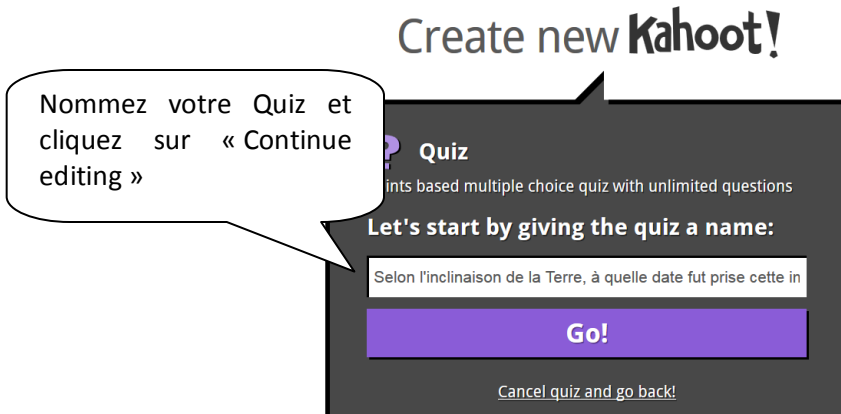 Create new Kahoot!
Nommez votre Quiz et
cliquez sur « Continue
editing »
Quiz
based multiple choice quiz with unlimited questions
Let's start by giving the quiz a name:
Selon l'inclinaison de la Terre, à quelle date fut prise cette
Go!
Cancel quiz and go back!